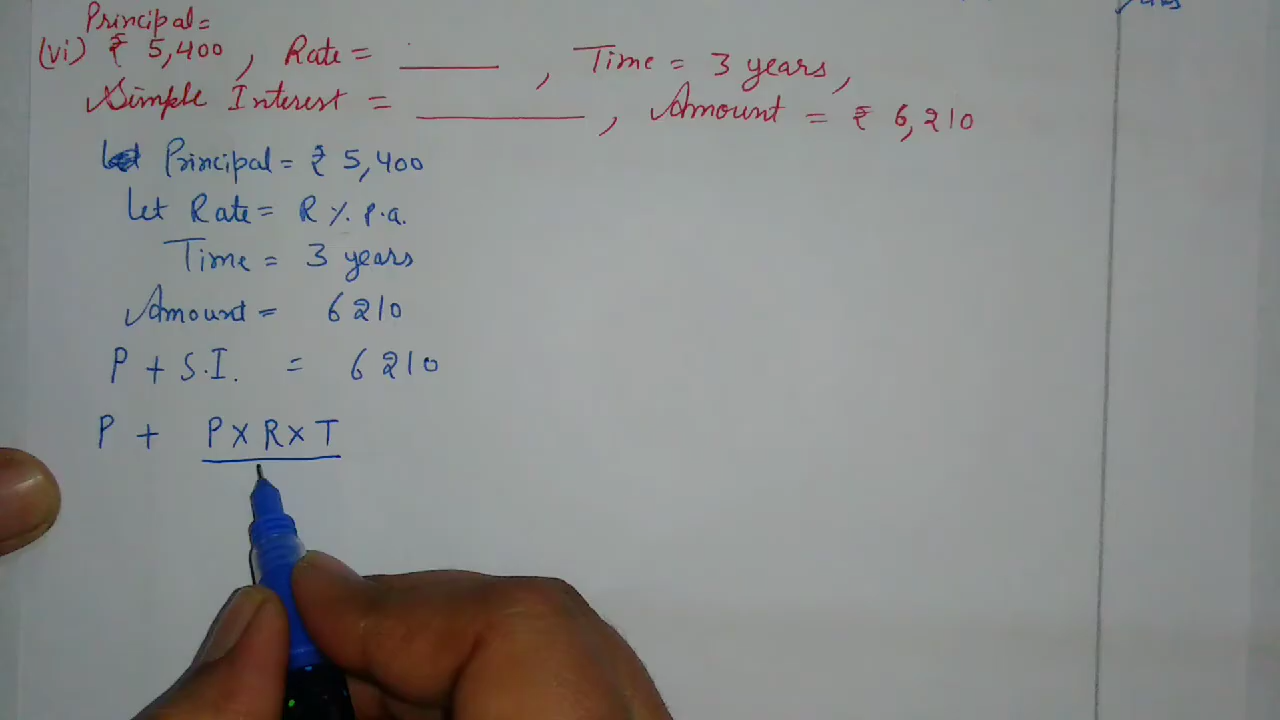 Principal=
(vi) ₹ 5,400 , Rate = ______ , Time = 3 years,
Simple Interest = __________ , Amount = ₹ 6,210
Principal = ₹ 5,400
let Rate = R %. p.a.
Time = 3 years
Amount = 6210
P + S.I. = 6210
P + P × R × T